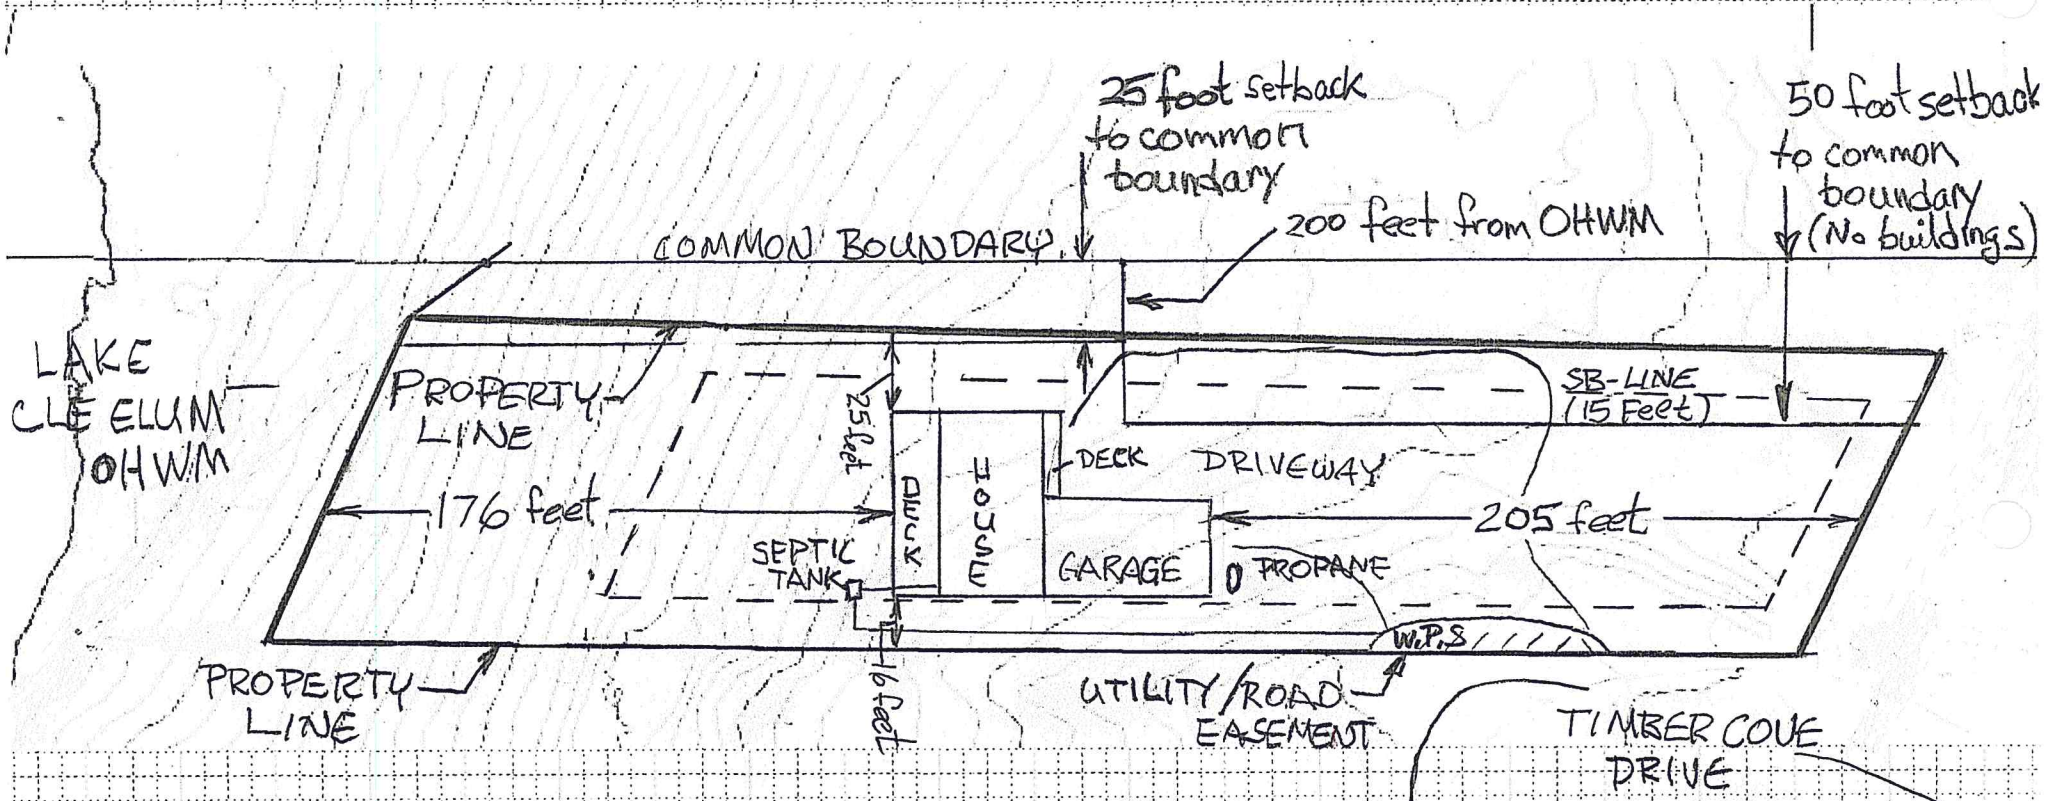 25 foot setback
to common
boundary
50 foot setback
to common
boundary
(No buildings)
200 feet from OHWM
COMMON BOUNDARY
LAKE
CLE ELUM
OHWM
PROPERTY
LINE
25 feet
SB-LINE
(15 Feet)
DECK
HOUSE
DECK
DRIVEWAY
176 feet
205 feet
SEPTIC
TANK
GARAGE
PROPANE
W.P.S
16 feet
PROPERTY
LINE
UTILITY/ROAD
EASEMENT
TIMBER COVE
DRIVE